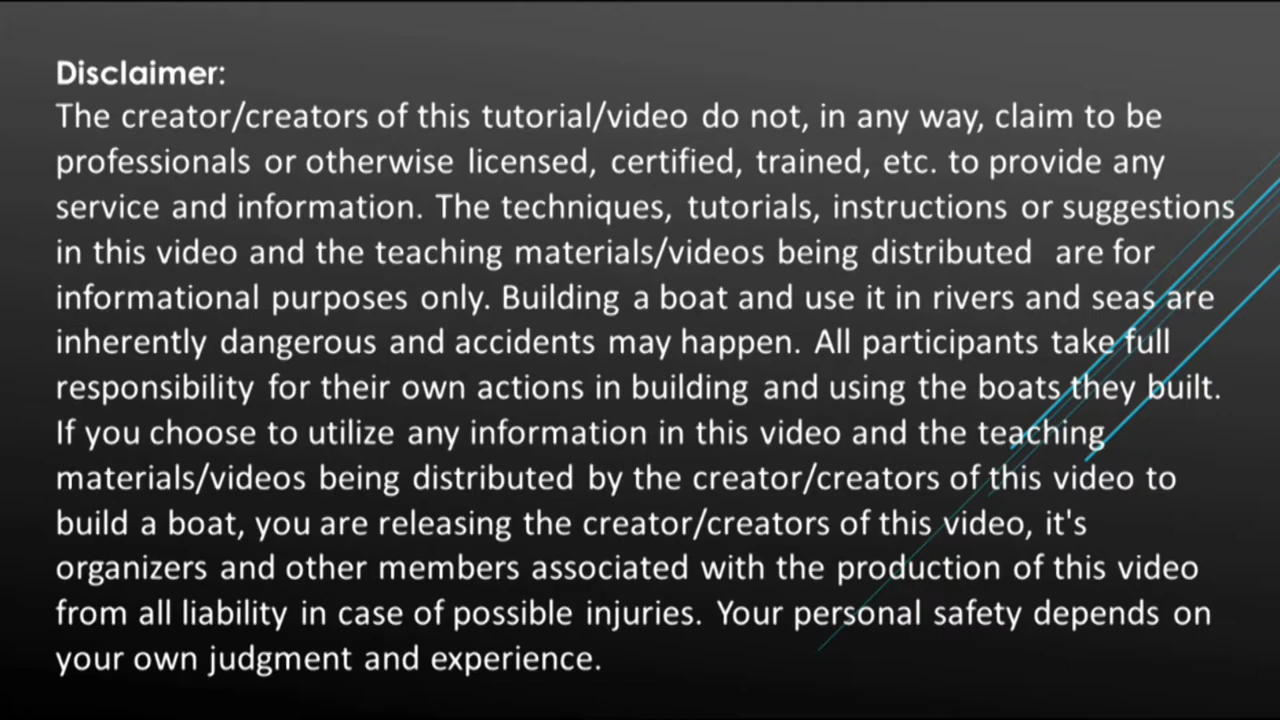 Disclaimer:
The creator/creators of this tutorial/video do not, in any way, claim to be
professionals or otherwise licensed, certified, trained, etc. to provide any
service and information. The techniques, tutorials, instructions or suggestions
in this video and the teaching materials/videos being distributed are for
informational purposes only. Building a boat and use it in rivers and seas are
inherently dangerous and accidents may happen. All participants take full
responsibility for their own actions in building and using the boats they built.
If you choose to utilize any information in this video and the teaching
materials/videos being distributed by the creator/creators of this video to
build a boat, you are releasing the creator/creators of this video, it's
organizers and other members associated with the production of this video
from all liability in case of possible injuries. Your personal safety depends on
your own judgment and experience.